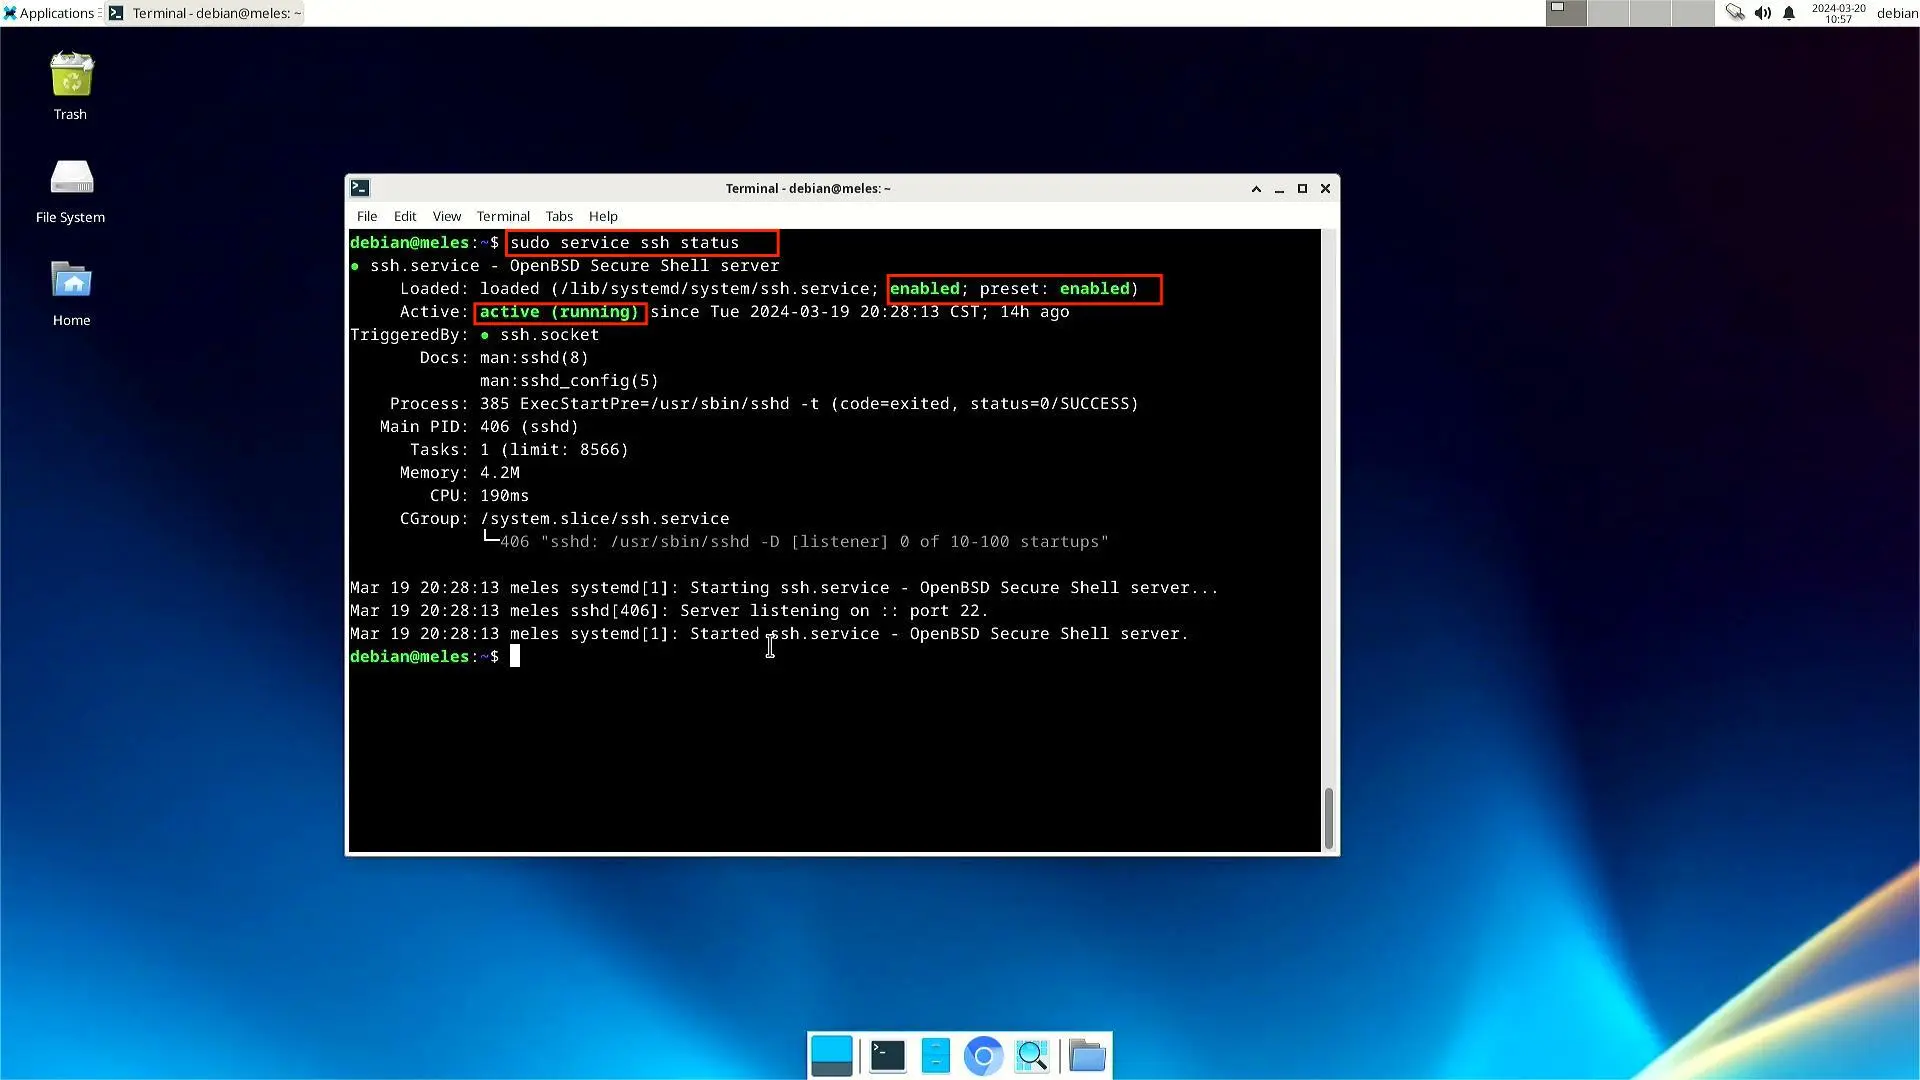 Applications
Terminal - debian@meles: ~
2024-03-20
10:57
debian
Trash
File System
Home
Terminal - debian@meles: ~
File Edit View Terminal Tabs Help
debian@meles:~$ sudo service ssh status
● ssh.service - OpenBSD Secure Shell server
Loaded: loaded (/lib/systemd/system/ssh.service; enabled; preset: enabled)
Active: active (running) since Tue 2024-03-19 20:28:13 CST; 14h ago
TriggeredBy: ● ssh.socket
Docs: man:sshd(8)
man:sshd_config(5)
Process: 385 ExecStartPre=/usr/sbin/sshd -t (code=exited, status=0/SUCCESS)
Main PID: 406 (sshd)
Tasks: 1 (limit: 8566)
Memory: 4.2M
CPU: 190ms
CGroup: /system.slice/ssh.service
└─406 "sshd: /usr/sbin/sshd -D [listener] 0 of 10-100 startups"
Mar 19 20:28:13 meles systemd[1]: Starting ssh.service - OpenBSD Secure Shell server...
Mar 19 20:28:13 meles sshd[406]: Server listening on :: port 22.
Mar 19 20:28:13 meles systemd[1]: Started ssh.service - OpenBSD Secure Shell server.
debian@meles:~$